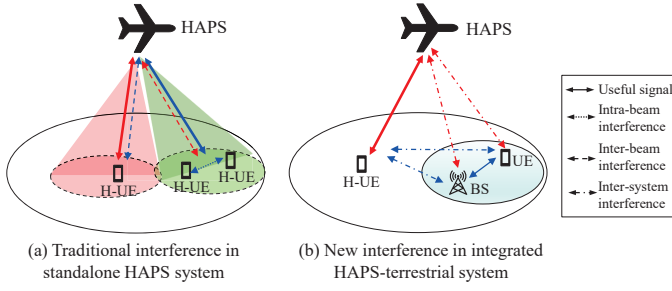 HAPS
H-UE
H-UE
H-UE
(a) Traditional interference in
standalone HAPS system
HAPS
H-UE
UE
BS
(b) New interference in integrated
HAPS-terrestrial system
Useful signal
Intra-beam
interference
Inter-beam
interference
Inter-system
interference